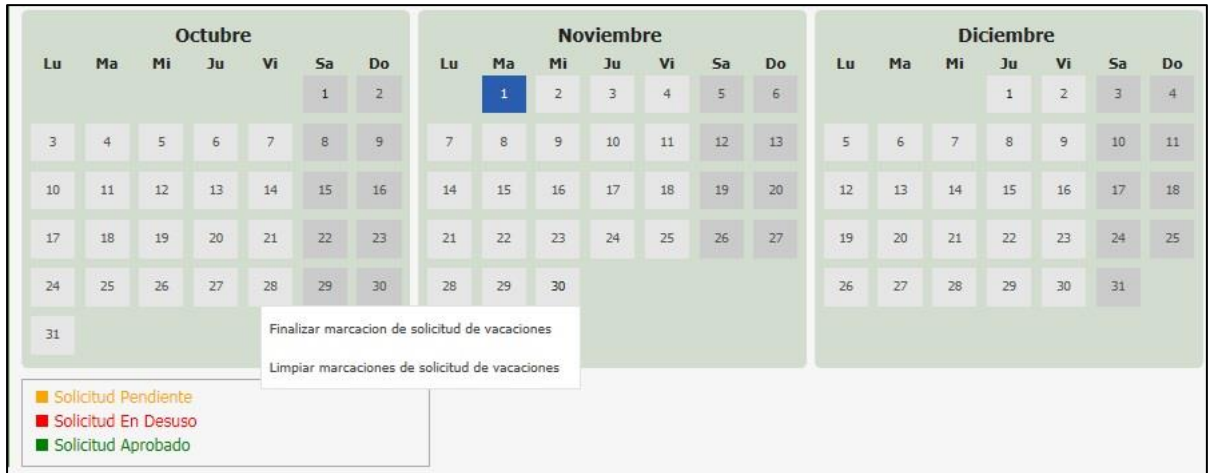 Octubre
Lu Ma Mi Ju Vi Sa Do
1 2
3 4 5 6 7 8 9
10 11 12 13 14 15 16
17 18 19 20 21 22 23
24 25 26 27 28 29 30
31
Noviembre
Lu Ma Mi Ju Vi Sa Do
1 2 3 4 5 6
7 8 9 10 11 12 13
14 15 16 17 18 19 20
21 22 23 24 25 26 27
28 29 30
Diciembre
Lu Ma Mi Ju Vi Sa Do
1 2 3 4
5 6 7 8 9 10 11
12 13 14 15 16 17 18
19 20 21 22 23 24 25
26 27 28 29 30 31
Finalizar marcacion de solicitud de vacaciones
Limpiar marcaciones de solicitud de vacaciones
Solicitud Pendiente
Solicitud En Desuso
Solicitud Aprobado